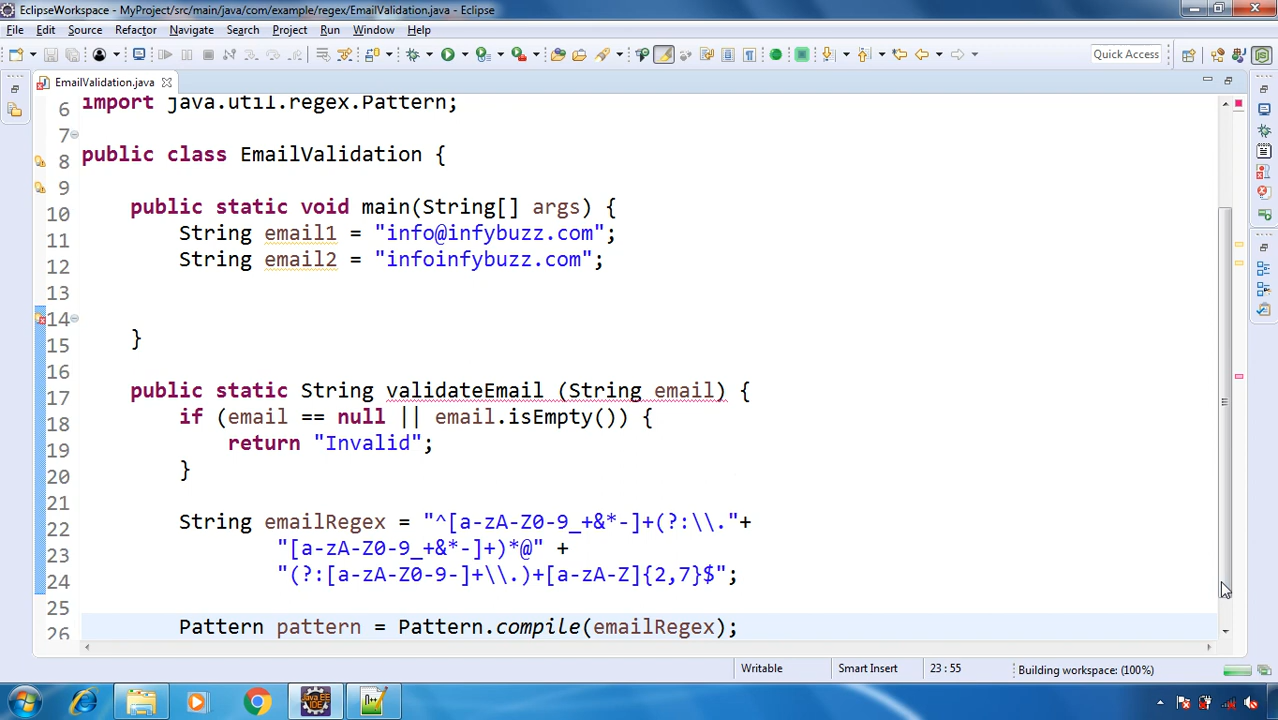 EclipseWorkspace - MyProject/src/main/java/com/example/regex/EmailValidation.java - Eclipse
File Edit Source Refactor Navigate Search Project Run Window Help
Quick Access
EmailValidation.java
6 import java.util.regex.Pattern;
7
8 public class EmailValidation {
9
10 public static void main(String[] args) {
11 String email1 = "info@infybuzz.com";
12 String email2 = "infoinfybuzz.com";
13
14
15 }
16
17 public static String validateEmail (String email) {
18 if (email == null || email.isEmpty()) {
19 return "Invalid";
20 }
21
22 String emailRegex = "^[a-zA-Z0-9_+&*-]+(?:\\."+
23 "[a-zA-Z0-9_+&*-]+)*@" +
24 "(?:[a-zA-Z0-9-]+\\.)+[a-zA-Z]{2,7}$";
25
26 Pattern pattern = Pattern.compile(emailRegex);
Writable Smart Insert 23 : 55 Building workspace: (100%)
Java EE IDE